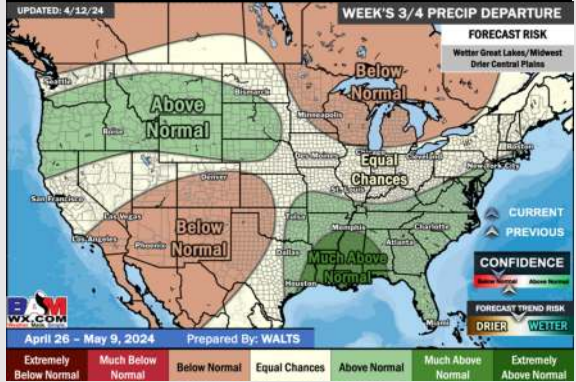 UPDATED: 4/12/24
WEEK'S 3/4 PRECIP DEPARTURE
FORECAST RISK
Wetter Great Lakes/Midwest
Drier Central Plains
Seattle
Below
Normal
Above
Normal
Bismarck
Minneapolis
Boise
Boston
Des Moines
Equal
Chances
Cleveland
New York City
Denver
St. Louis
San Francisco
Las Vegas
CURRENT
PREVIOUS
Below
Normal
Tulsa
Memphis
Charlotte
Los Angeles
Phoenix
Dallas
Atlanta
Much Above
Normal
CONFIDENCE
Below Normal
Above Normal
Houston
Miami
FORECAST TREND RISK
DRIER
WETTER
BAM
WX.COM
April 26 – May 9, 2024
Prepared By: WALTS
Extremely
Below Normal
Much Below
Normal
Below Normal
Equal Chances
Above Normal
Much Above
Normal
Extremely
Above Normal